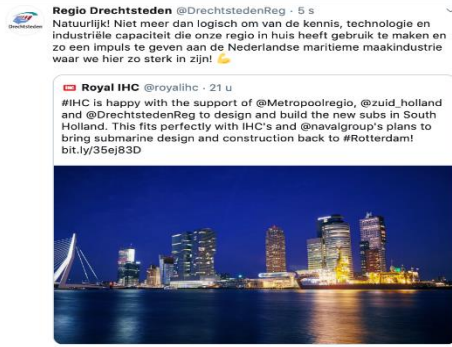 Regio Drechtsteden @DrechtstedenReg · 5 s
Natuurlijk! Niet meer dan logisch om van de kennis, technologie en
industriële capaciteit die onze regio in huis heeft gebruik te maken en
zo een impuls te geven aan de Nederlandse maritieme maakindustrie
waar we hier zo sterk in zijn! 💪
Drechtsteden
IHC Royal IHC @royalihc · 21 u
#IHC is happy with the support of @Metropoolregio, @zuid_holland
and @DrechtstedenReg to design and build the new subs in South
Holland. This fits perfectly with IHC's and @navalgroup's plans to
bring submarine design and construction back to #Rotterdam!
bit.ly/35ej83D